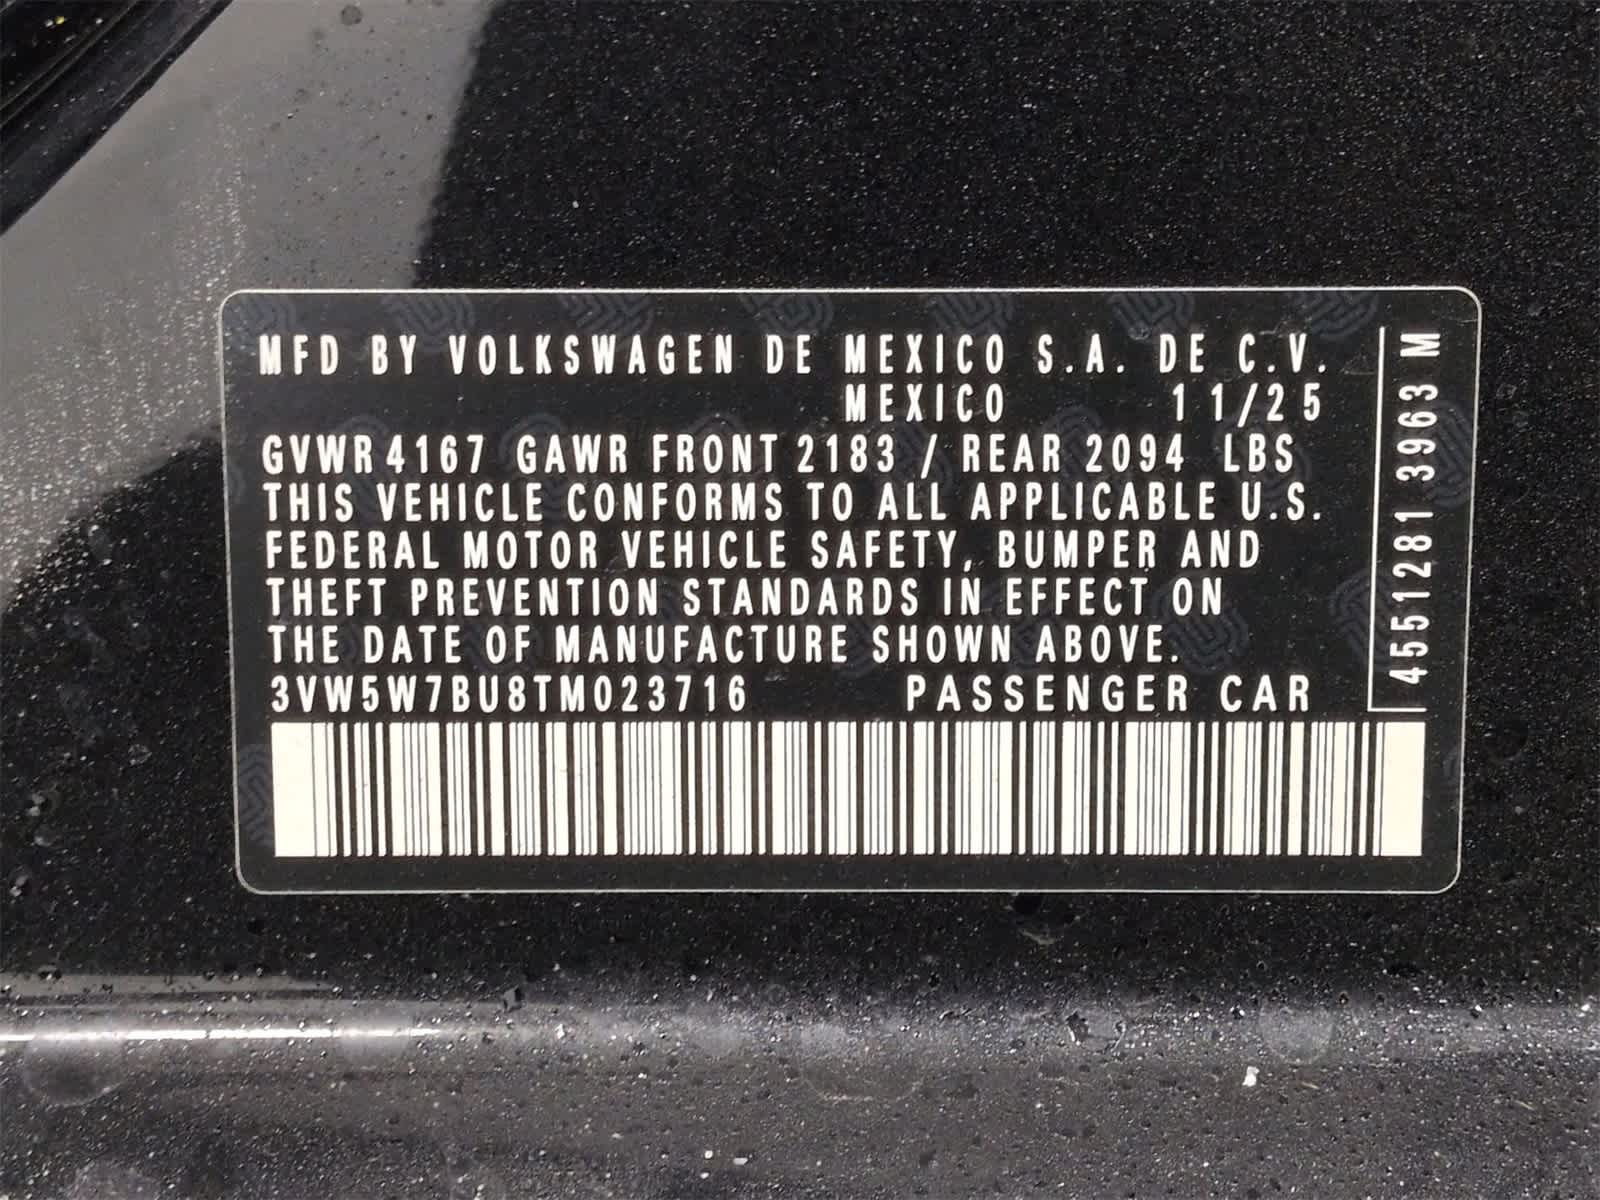 MFD BY VOLKSWAGEN DE MEXICO S.A. DE C.V.
MEXICO 11/25
GVWR 4167 GAWR FRONT 2183 / REAR 2094 LBS
THIS VEHICLE CONFORMS TO ALL APPLICABLE U.S.
FEDERAL MOTOR VEHICLE SAFETY, BUMPER AND
THEFT PREVENTION STANDARDS IN EFFECT ON
THE DATE OF MANUFACTURE SHOWN ABOVE.
3VW5W7BU8TM023716 PASSENGER CAR
4551281 3963 M